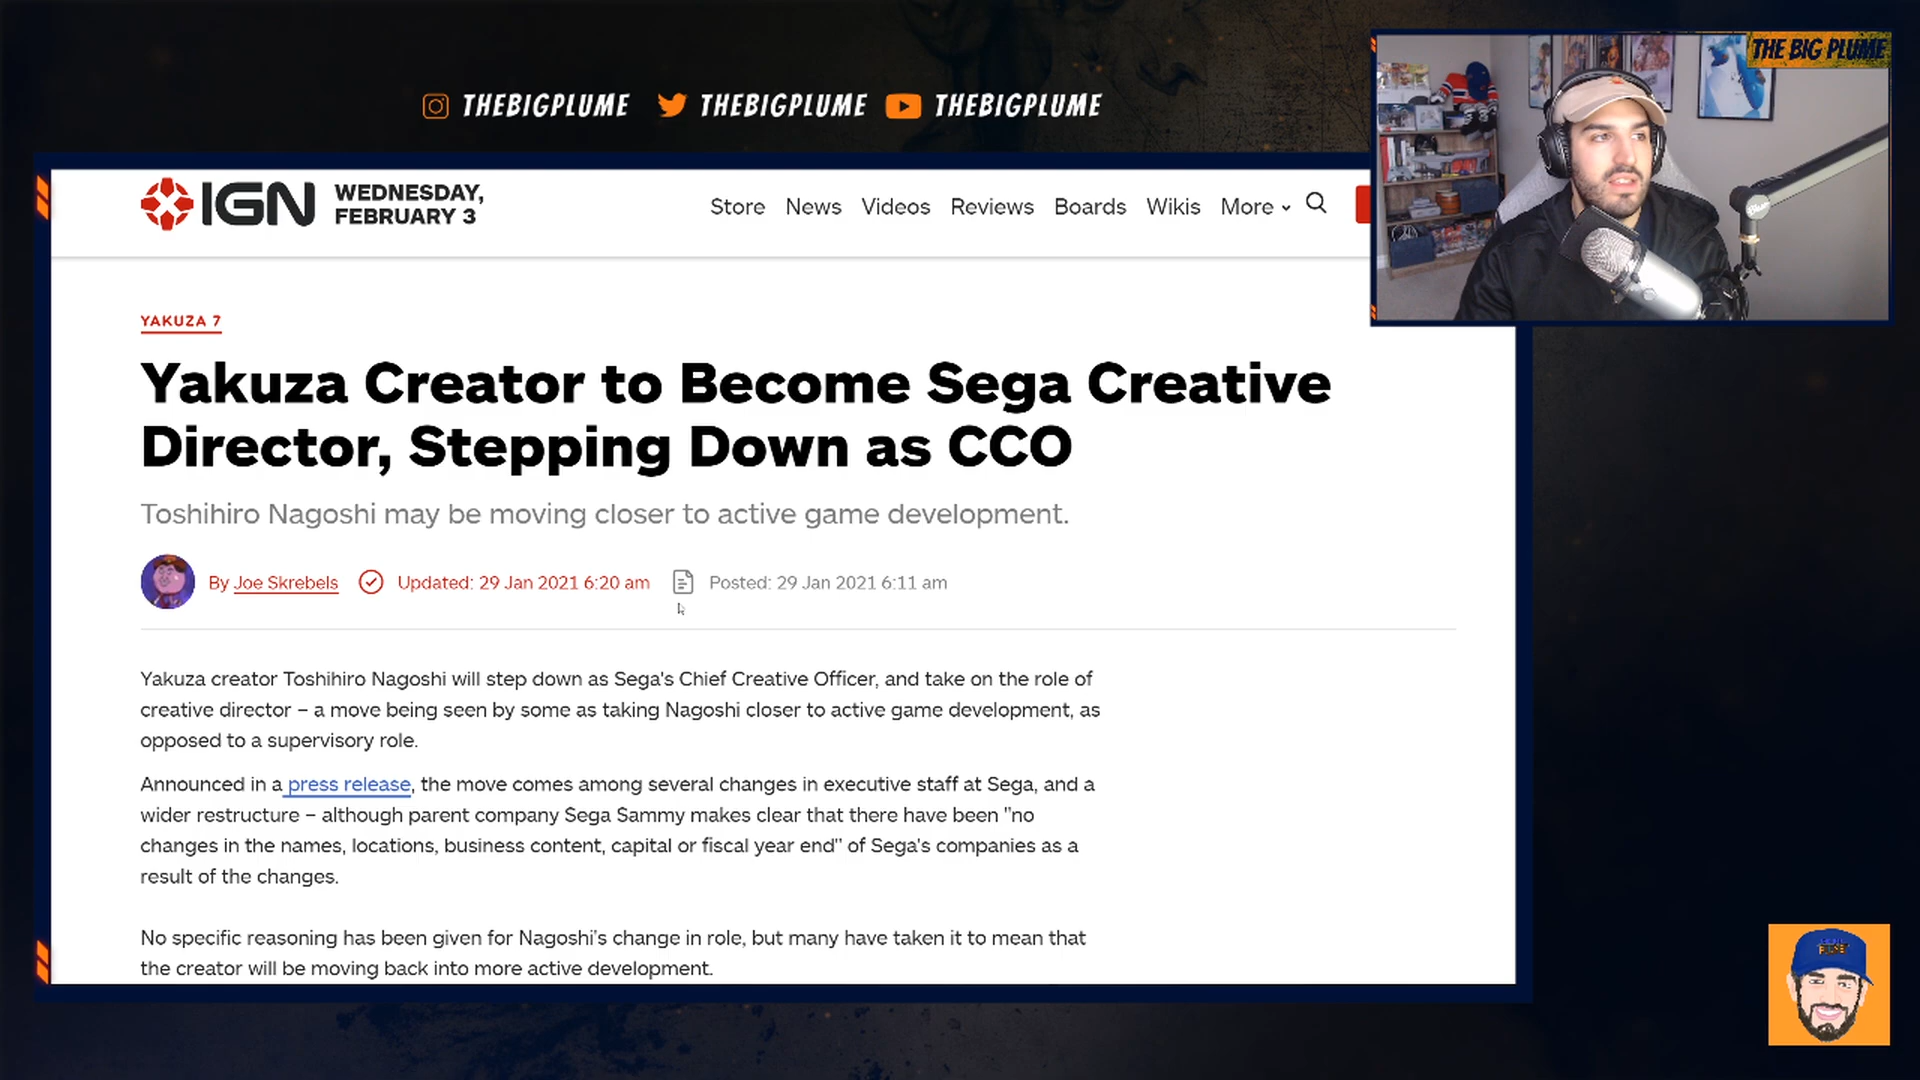 THEBIGPLUME THEBIGPLUME THEBIGPLUME
THE BIG PLUME
IGN
WEDNESDAY,
FEBRUARY 3
Store News Videos Reviews Boards Wikis More
YAKUZA 7
Yakuza Creator to Become Sega Creative
Director, Stepping Down as CCO
Toshihiro Nagoshi may be moving closer to active game development.
By Joe Skrebels Updated: 29 Jan 2021 6:20 am Posted: 29 Jan 2021 6:11 am
Yakuza creator Toshihiro Nagoshi will step down as Sega's Chief Creative Officer, and take on the role of
creative director – a move being seen by some as taking Nagoshi closer to active game development, as
opposed to a supervisory role.
Announced in a press release, the move comes among several changes in executive staff at Sega, and a
wider restructure – although parent company Sega Sammy makes clear that there have been "no
changes in the names, locations, business content, capital or fiscal year end" of Sega's companies as a
result of the changes.
No specific reasoning has been given for Nagoshi's change in role, but many have taken it to mean that
the creator will be moving back into more active development.